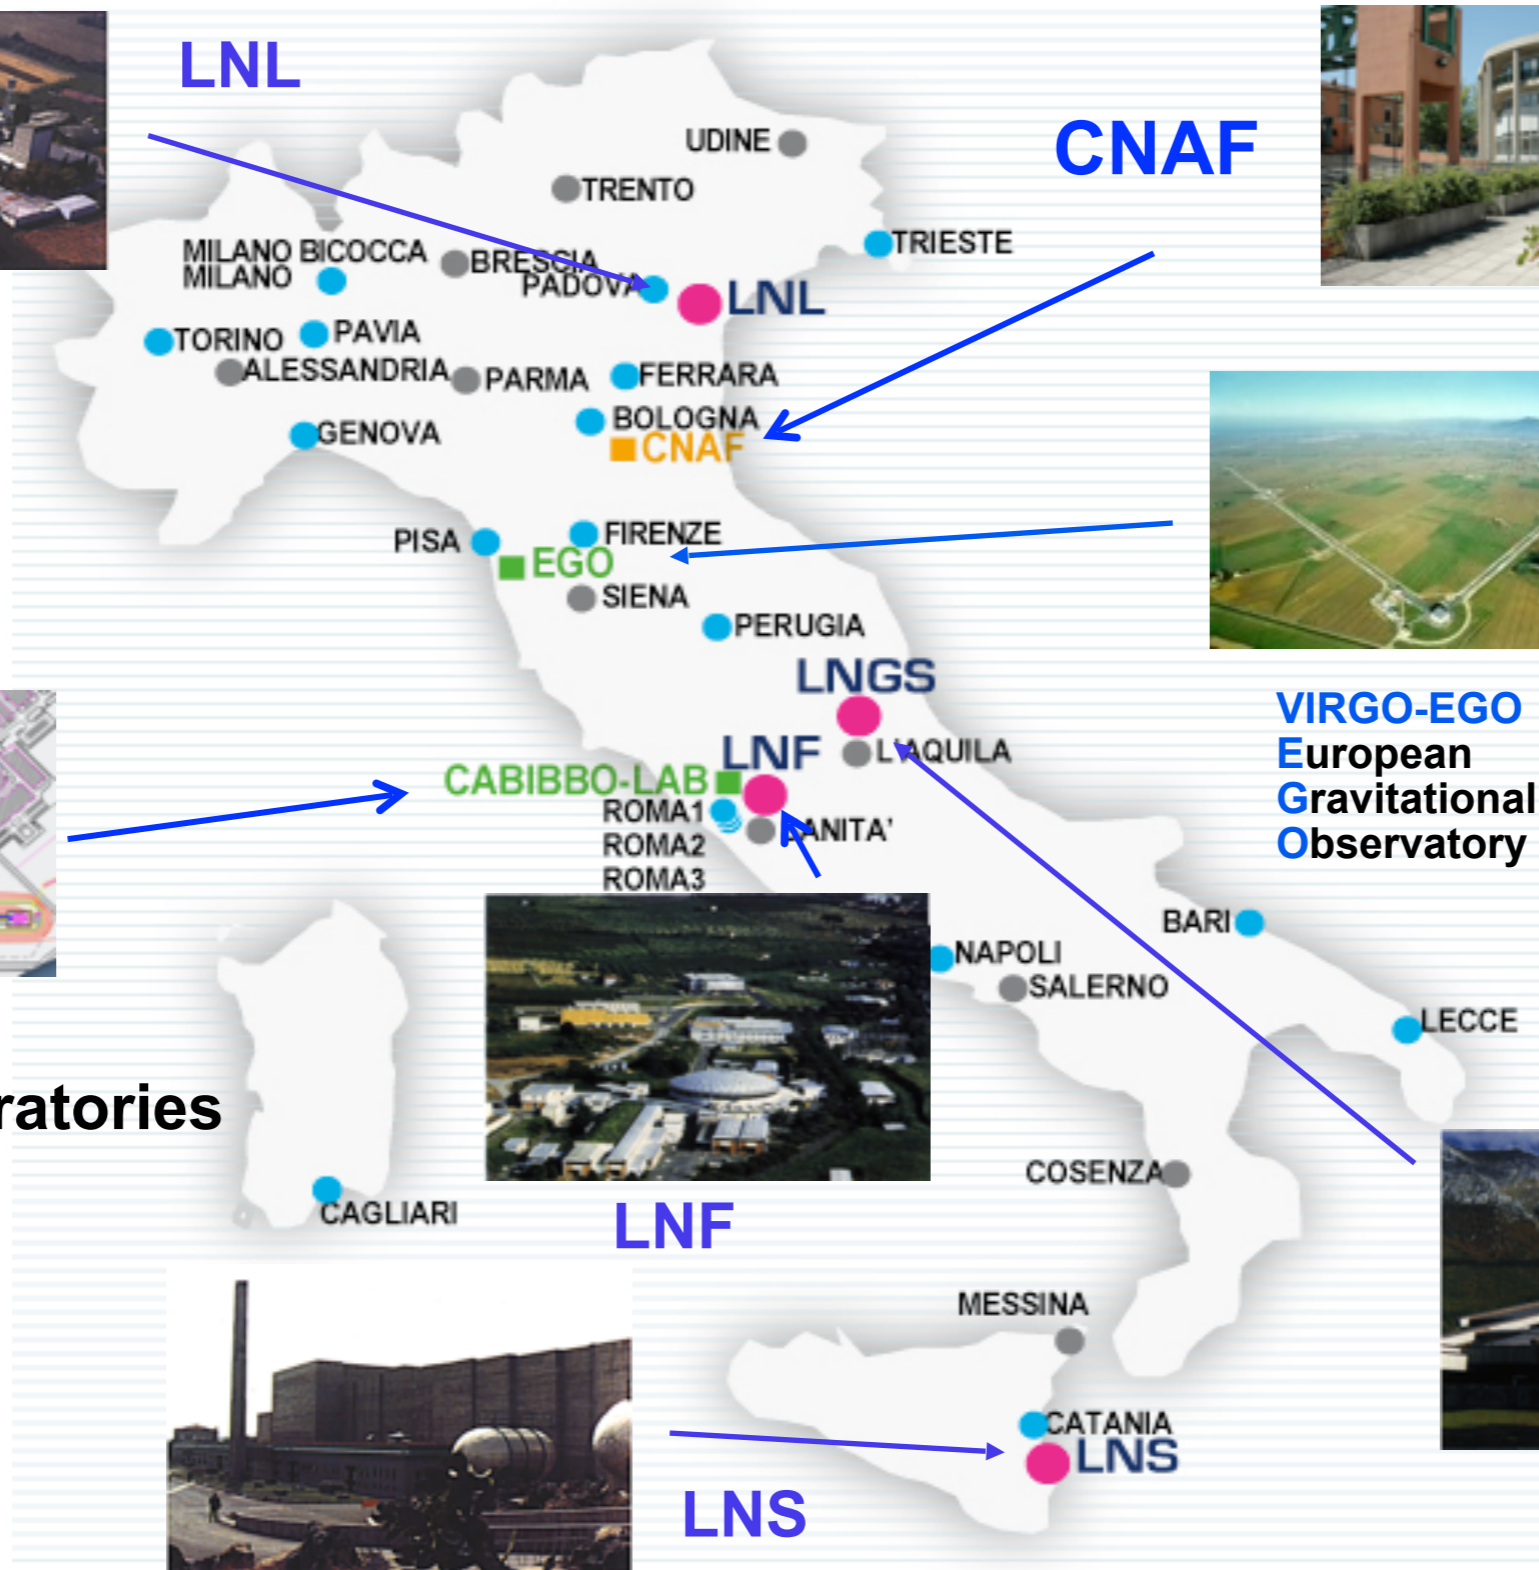 LNL
CNAF
UDINE
TRENTO
TRIESTE
MILANO BICOCCA
MILANO
BRESCIA
PADOVA
LNL
TORINO
PAVIA
ALESSANDRIA
PARMA
FERRARA
BOLOGNA
CNAF
GENOVA
PISA
FIRENZE
EGO
SIENA
PERUGIA
LNGS
L'AQUILA
LNF
CABIBBO-LAB
VIRGO-EGO
European
Gravitational
Observatory
ROMA1
ROMA2
ROMA3
BARI
NAPOLI
SALERNO
LECCE
ratories
COSENZA
CAGLIARI
LNF
MESSINA
CATANIA
LNS
LNS